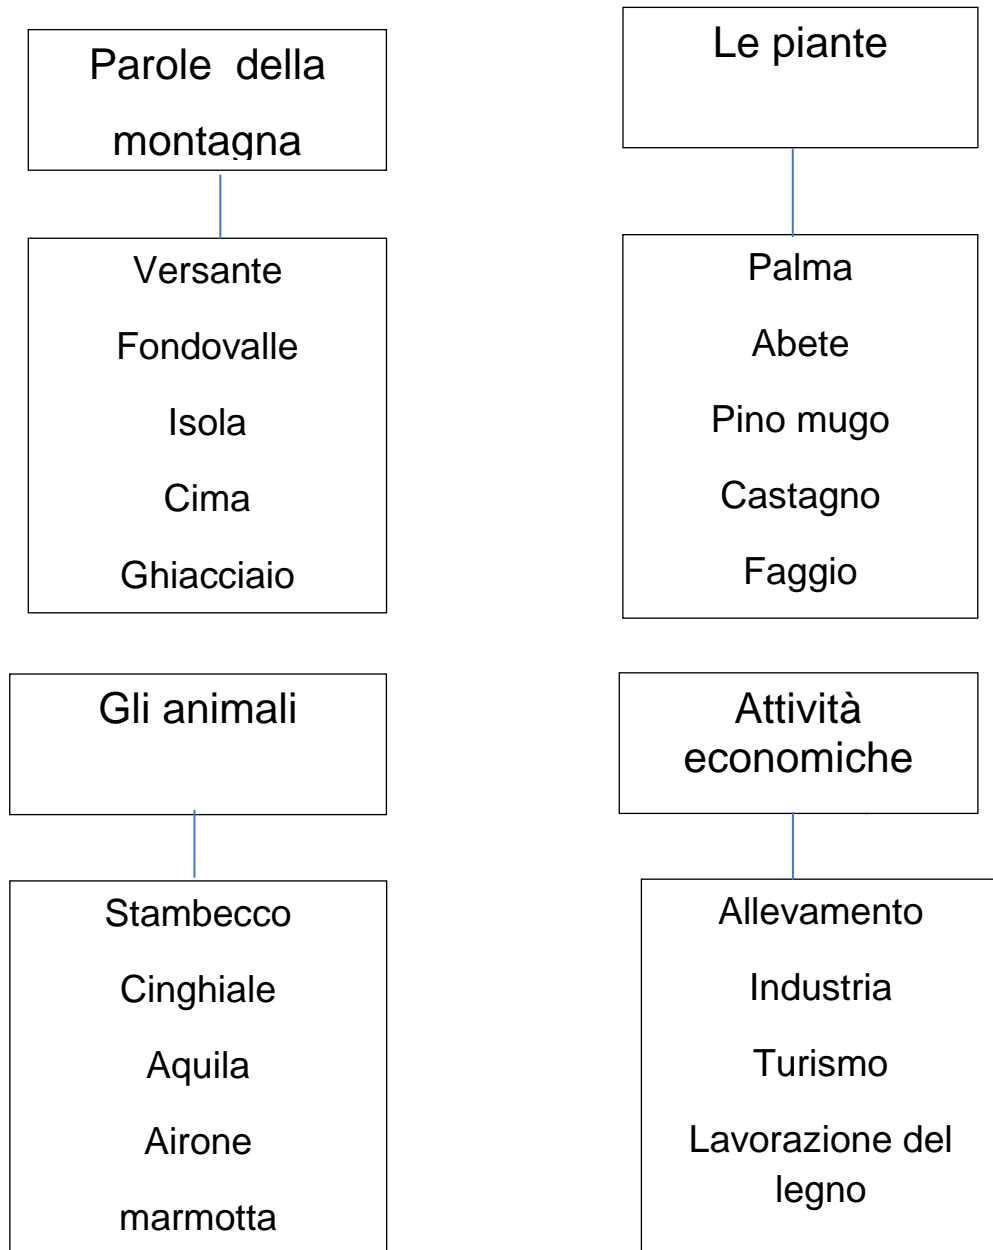 Parole della
montagna
Versante
Fondovalle
Isola
Cima
Ghiacciaio
Le piante
Palma
Abete
Pino mugo
Castagno
Faggio
Gli animali
Stambecco
Cinghiale
Aquila
Airone
marmotta
Attività
economiche
Allevamento
Industria
Turismo
Lavorazione del
legno